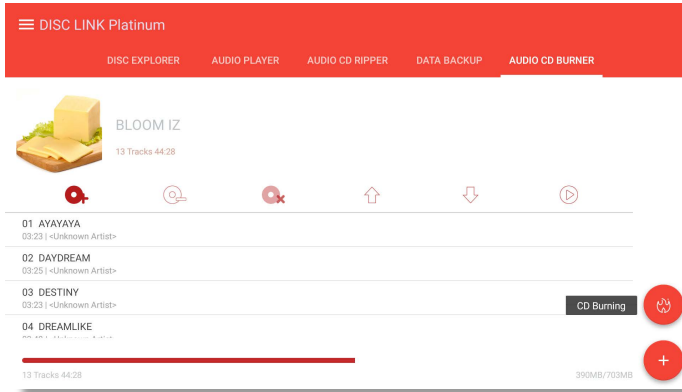 DISC LINK Platinum
DISC EXPLORER AUDIO PLAYER AUDIO CD RIPPER DATA BACKUP AUDIO CD BURNER
BLOOM IZ
13 Tracks 44:28
01 AYAYAYA
03:23 | <Unknown Artist>
02 DAYDREAM
03:25 | <Unknown Artist>
03 DESTINY
03:23 | <Unknown Artist>
CD Burning
04 DREAMLIKE
13 Tracks 44:28 390MB/703MB